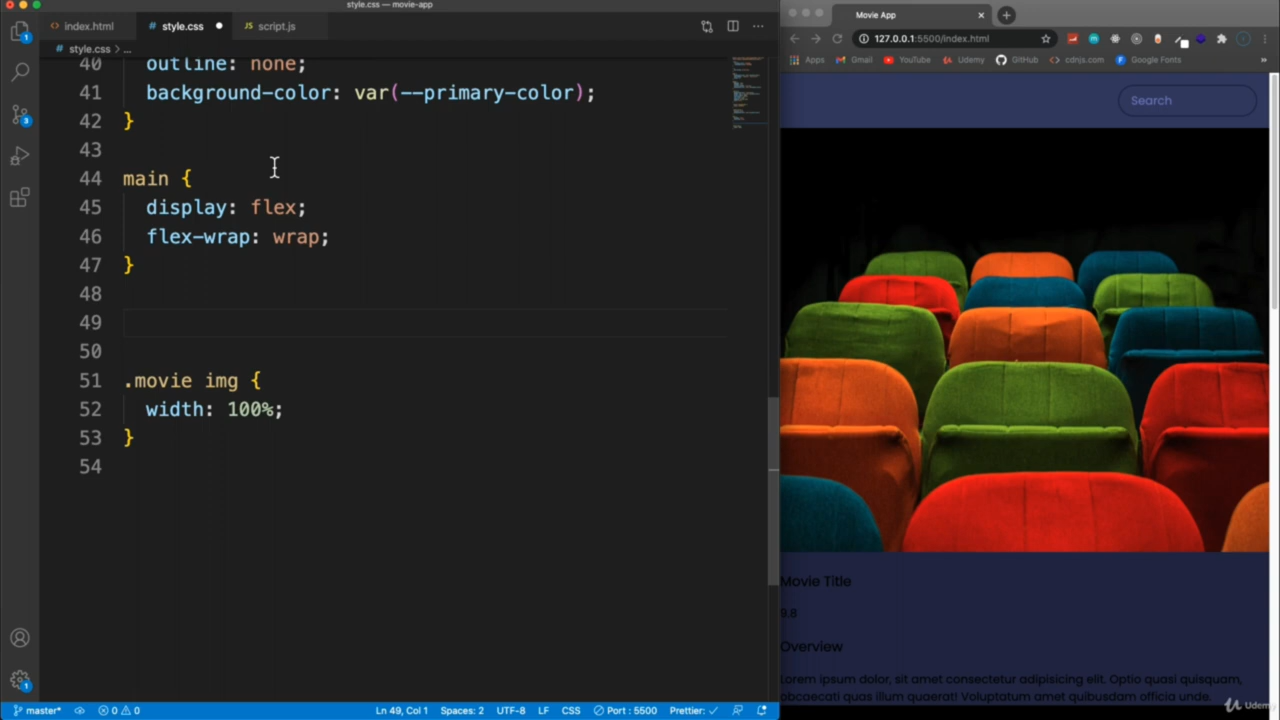 style.css — movie-app
index.html
style.css
script.js
style.css > ...
40 outline: none;
41 background-color: var(--primary-color);
42 }
43
44 main {
45 display: flex;
46 flex-wrap: wrap;
47 }
48
49
50
51 .movie img {
52 width: 100%;
53 }
54
master*
0 0
Ln 49, Col 1
Spaces: 2
UTF-8
LF
CSS
Port : 5500
Prettier: ✓
1
3
1
Movie App
127.0.0.1:5500/index.html
Apps
Gmail
YouTube
Udemy
GitHub
cdnjs.com
Google Fonts
»
Search
Movie Title
9.8
Overview
Lorem ipsum dolor, sit amet consectetur adipisicing elit. Optio quasi quisquam,
obcaecati quas illum quaerat! Voluptatum amet quibusdam officia unde.
Udemy